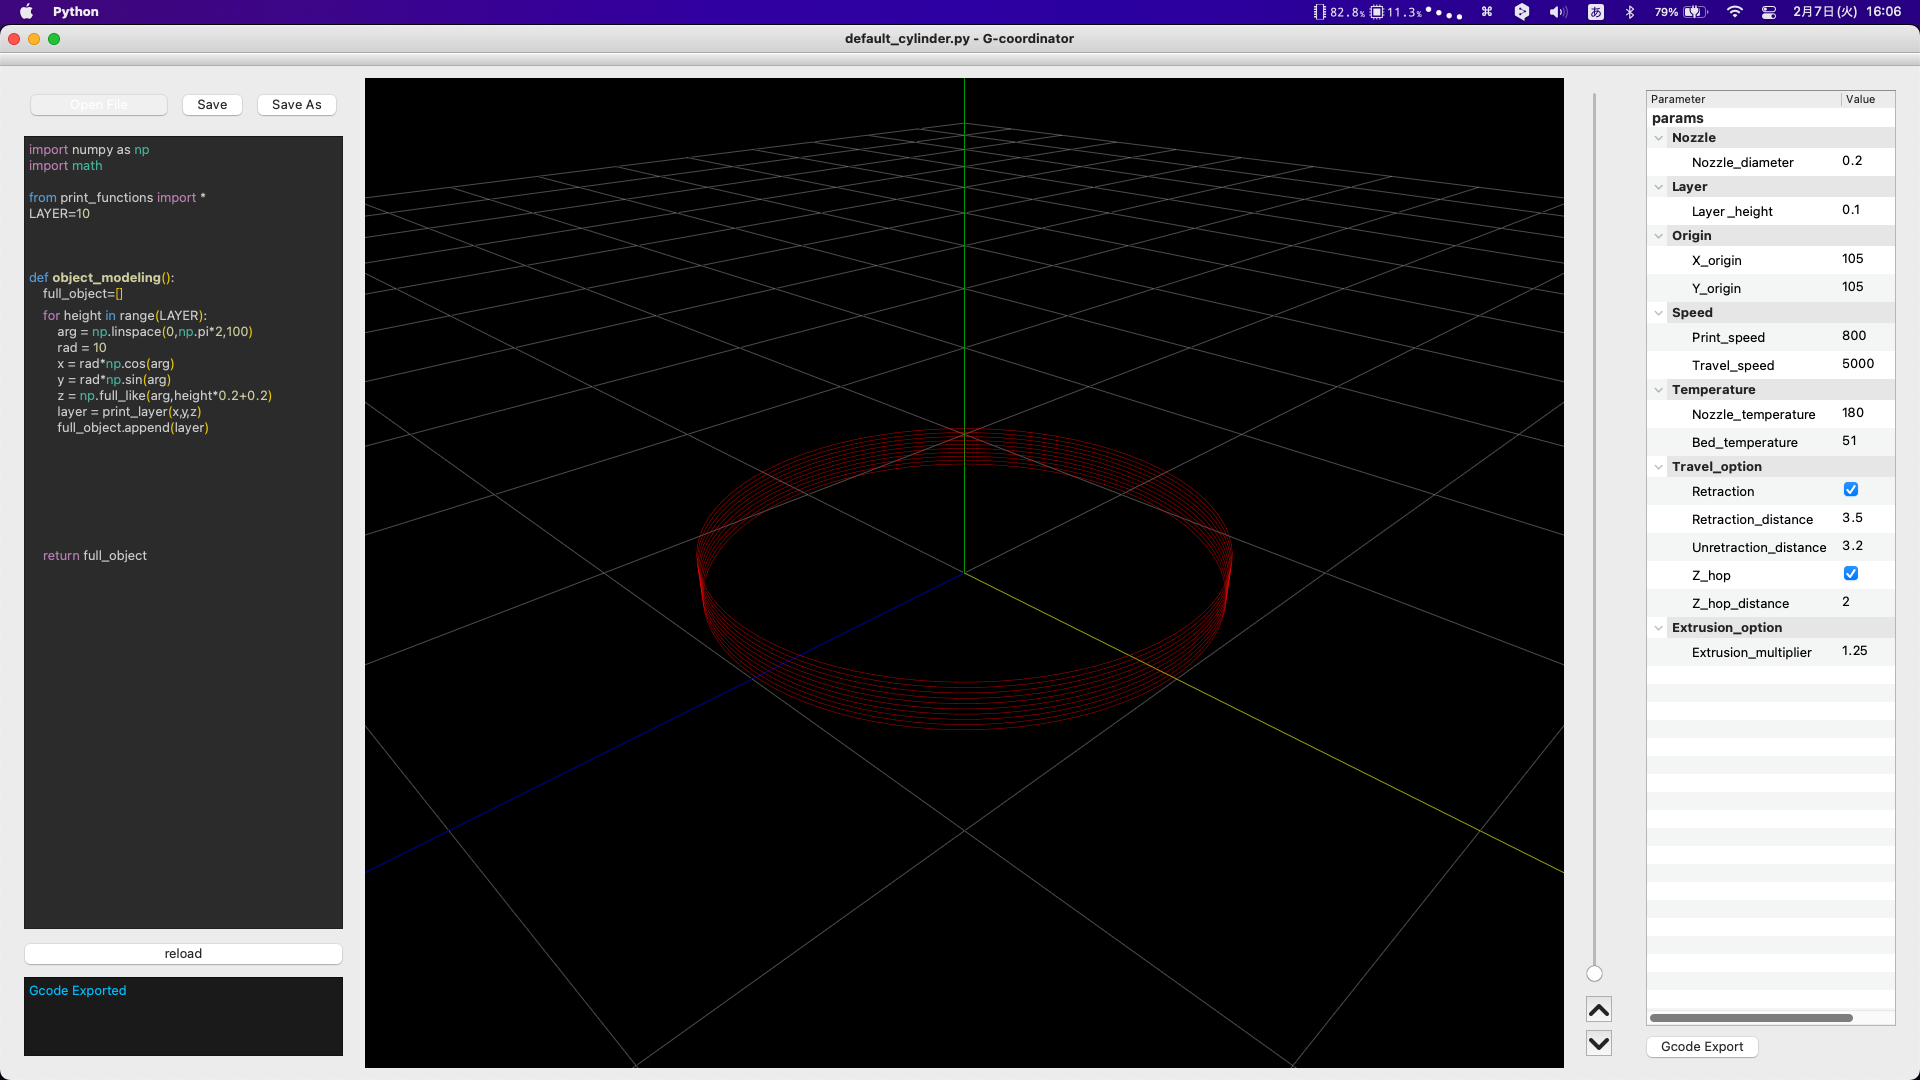 Python
82.8% 11.3% あ 79% 2月7日(火) 16:06
default_cylinder.py - G-coordinator
Open File Save Save As
import numpy as np
import math
from print_functions import *
LAYER=10
def object_modeling():
full_object=[]
for height in range(LAYER):
arg = np.linspace(0,np.pi*2,100)
rad = 10
x = rad*np.cos(arg)
y = rad*np.sin(arg)
z = np.full_like(arg,height*0.2+0.2)
layer = print_layer(x,y,z)
full_object.append(layer)
return full_object
reload
Gcode Exported
Parameter Value
params
Nozzle
Nozzle_diameter 0.2
Layer
Layer_height 0.1
Origin
X_origin 105
Y_origin 105
Speed
Print_speed 800
Travel_speed 5000
Temperature
Nozzle_temperature 180
Bed_temperature 51
Travel_option
Retraction
Retraction_distance 3.5
Unretraction_distance 3.2
Z_hop
Z_hop_distance 2
Extrusion_option
Extrusion_multiplier 1.25
Gcode Export